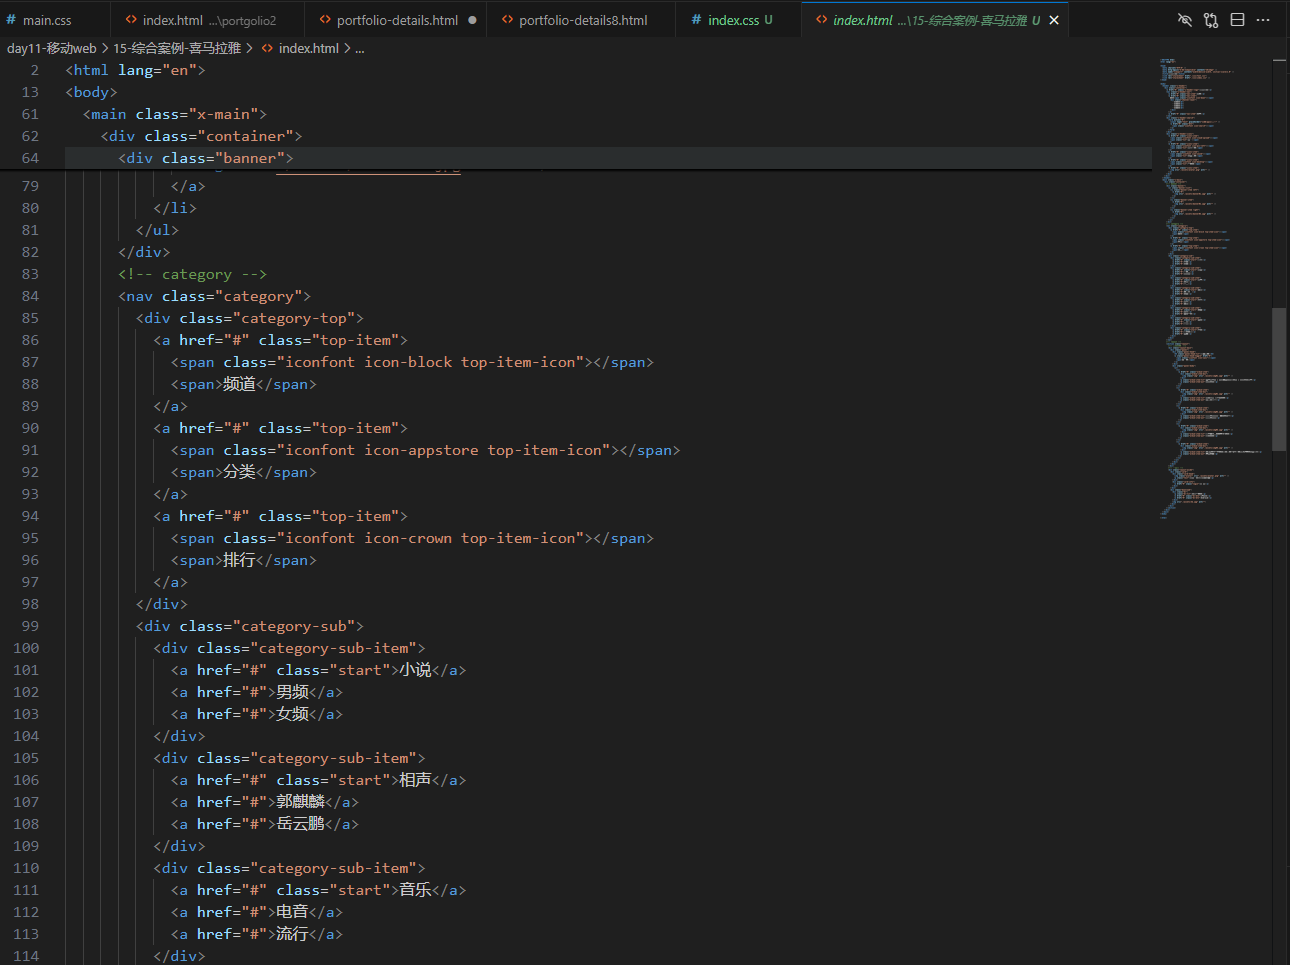 # main.css <> index.html ...\portgolio2 <> portfolio-details.html ● <> portfolio-details8.html # index.css U <> index.html ...\15-综合案例-喜马拉雅 U ×
day11-移动web > 15-综合案例-喜马拉雅 > <> index.html > ...
2 <html lang="en">
13 <body>
61 <main class="x-main">
62 <div class="container">
64 <div class="banner">
79 </a>
80 </li>
81 </ul>
82 </div>
83 <!-- category -->
84 <nav class="category">
85 <div class="category-top">
86 <a href="#" class="top-item">
87 <span class="iconfont icon-block top-item-icon"></span>
88 <span>频道</span>
89 </a>
90 <a href="#" class="top-item">
91 <span class="iconfont icon-appstore top-item-icon"></span>
92 <span>分类</span>
93 </a>
94 <a href="#" class="top-item">
95 <span class="iconfont icon-crown top-item-icon"></span>
96 <span>排行</span>
97 </a>
98 </div>
99 <div class="category-sub">
100 <div class="category-sub-item">
101 <a href="#" class="start">小说</a>
102 <a href="#">男频</a>
103 <a href="#">女频</a>
104 </div>
105 <div class="category-sub-item">
106 <a href="#" class="start">相声</a>
107 <a href="#">郭麒麟</a>
108 <a href="#">岳云鹏</a>
109 </div>
110 <div class="category-sub-item">
111 <a href="#" class="start">音乐</a>
112 <a href="#">电音</a>
113 <a href="#">流行</a>
114 </div>